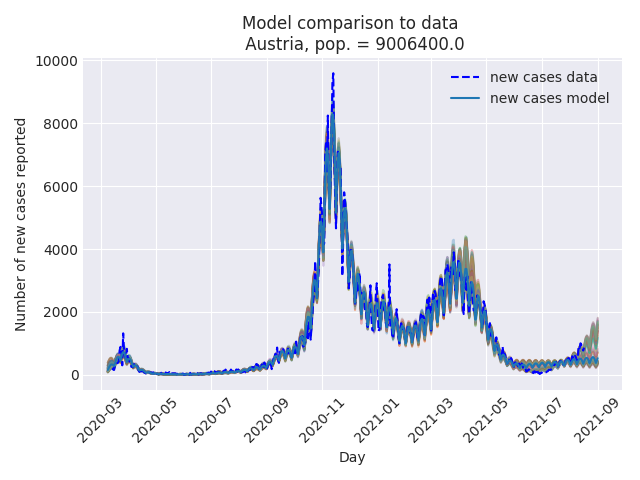 Model comparison to data
Austria, pop. = 9006400.0
new cases data
new cases model
Number of new cases reported
10000
8000
6000
4000
2000
0
2020-03
2020-05
2020-07
2020-09
2020-11
2021-01
2021-03
2021-05
2021-07
2021-09
Day